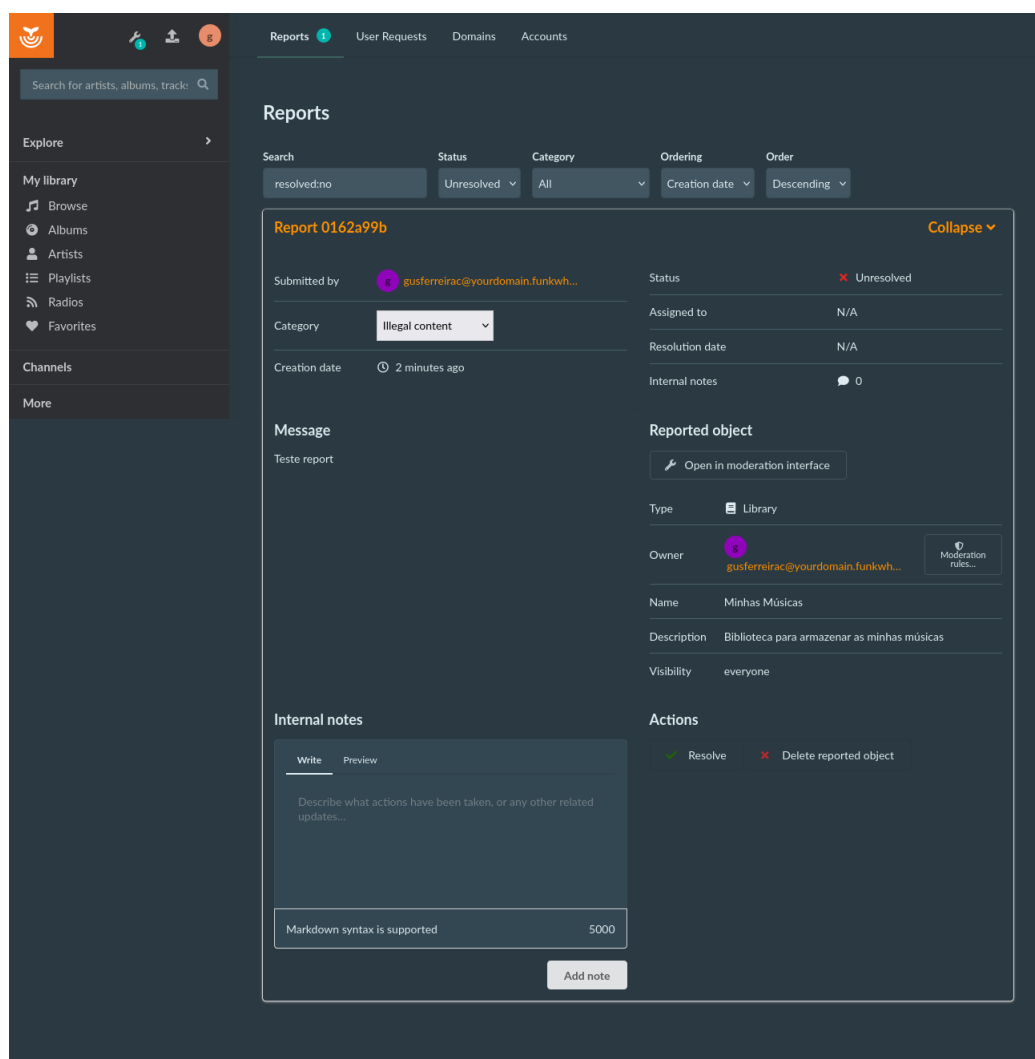 1
g
Search for artists, albums, track:
Explore
My library
Browse
Albums
Artists
Playlists
Radios
Favorites
Channels
More
Reports 1
User Requests
Domains
Accounts
Reports
Search
Status
Category
Ordering
Order
resolved:no
Unresolved
All
Creation date
Descending
Report 0162a99b
Collapse
Submitted by
g gusferreirac@yourdomain.funkwh...
Category
Illegal content
Creation date
2 minutes ago
Status
Unresolved
Assigned to
N/A
Resolution date
N/A
Internal notes
0
Message
Teste report
Reported object
Open in moderation interface
Type
Library
Owner
g
gusferreirac@yourdomain.funkwh...
Moderation
rules...
Name
Minhas Músicas
Description
Biblioteca para armazenar as minhas músicas
Visibility
everyone
Internal notes
Write
Preview
Describe what actions have been taken, or any other related
updates...
Markdown syntax is supported
5000
Add note
Actions
Resolve
Delete reported object